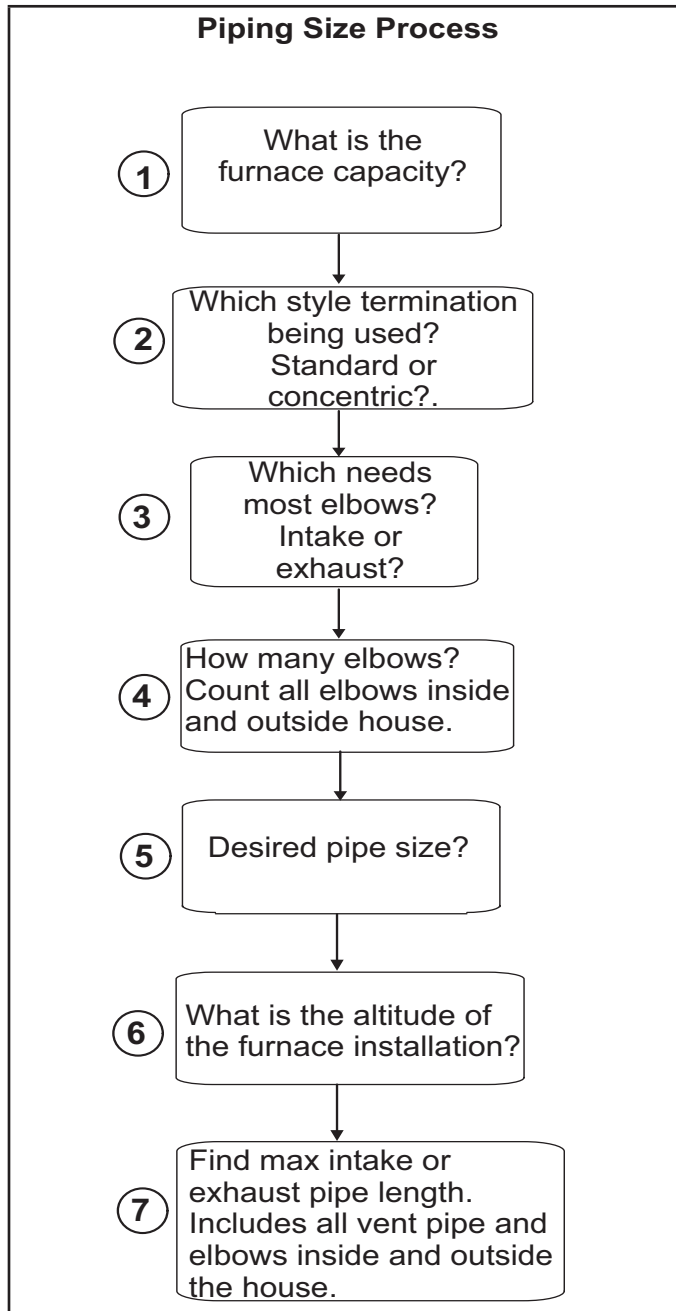 Piping Size Process
1
What is the
furnace capacity?
2
Which style termination
being used?
Standard or
concentric?.
3
Which needs
most elbows?
Intake or
exhaust?
4
How many elbows?
Count all elbows inside
and outside house.
5
Desired pipe size?
6
What is the altitude of
the furnace installation?
7
Find max intake or
exhaust pipe length.
Includes all vent pipe and
elbows inside and outside
the house.